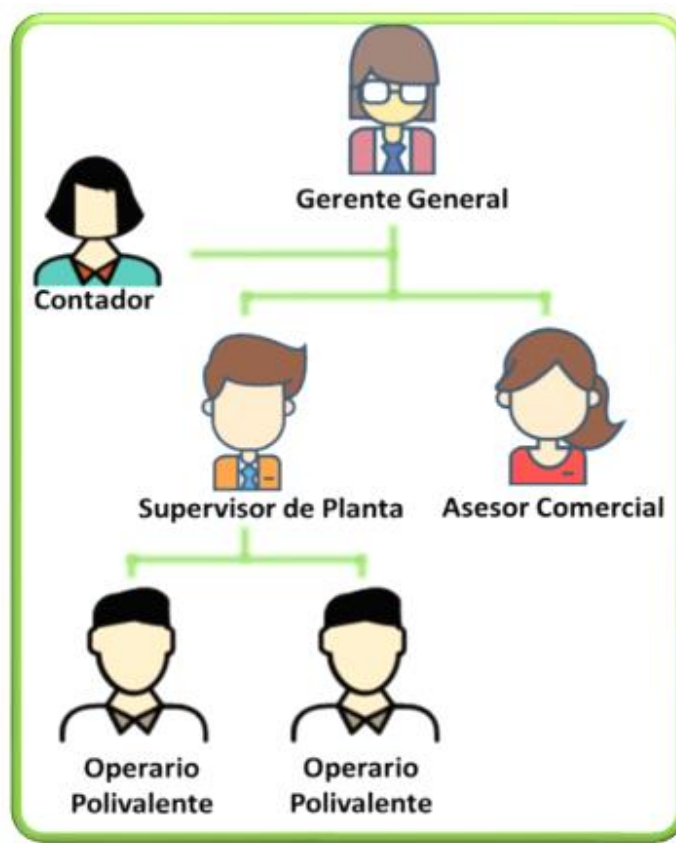 Gerente General
Contador
Supervisor de Planta
Asesor Comercial
Operario
Polivalente
Operario
Polivalente